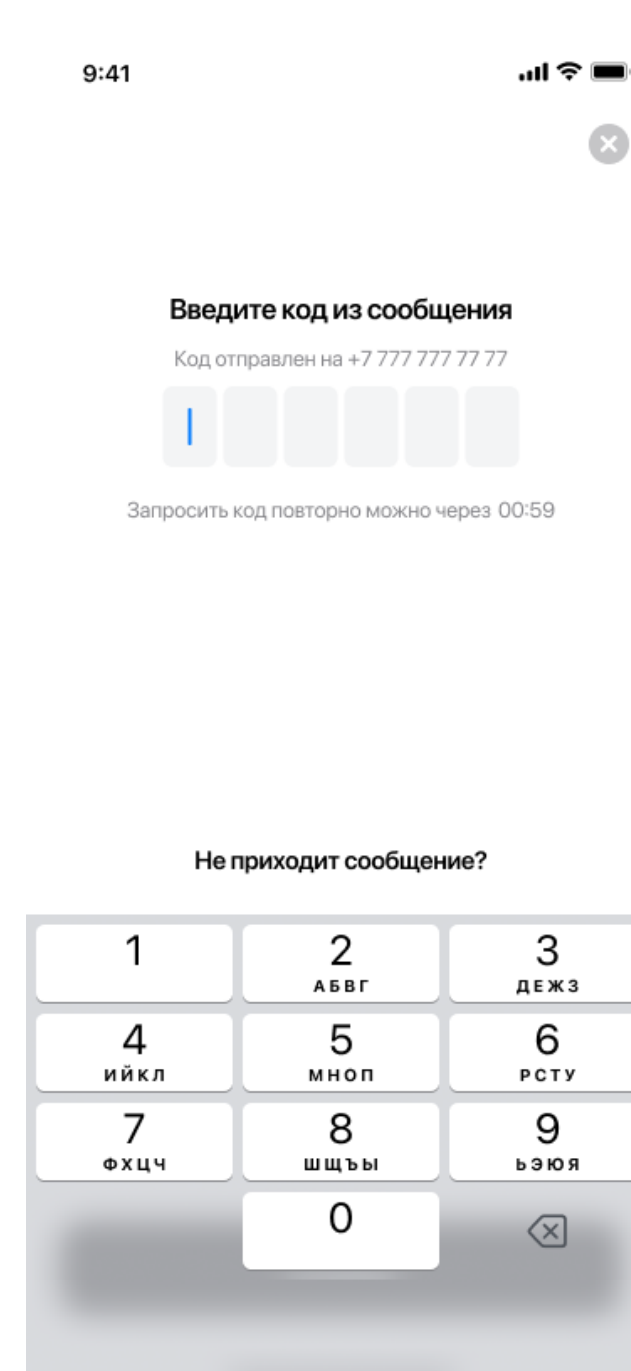 9:41
Введите код из сообщения
Код отправлен на +7 777 777 77 77
Запросить код повторно можно через 00:59
Не приходит сообщение?
1 2 3
АБВГ ДЕЖЗ
4 5 6
ИЙКЛ МНОП РСТУ
7 8 9
ФХЦЧ ШЩЪЫ ЬЭЮЯ
0